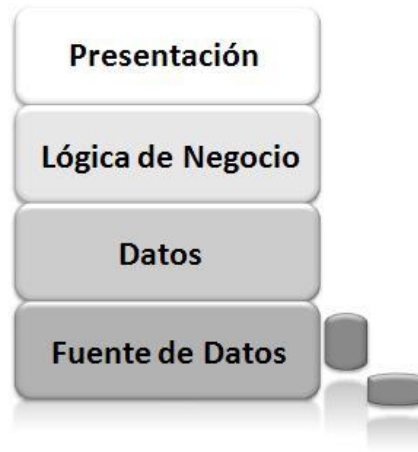 Presentación
Lógica de Negocio
Datos
Fuente de Datos